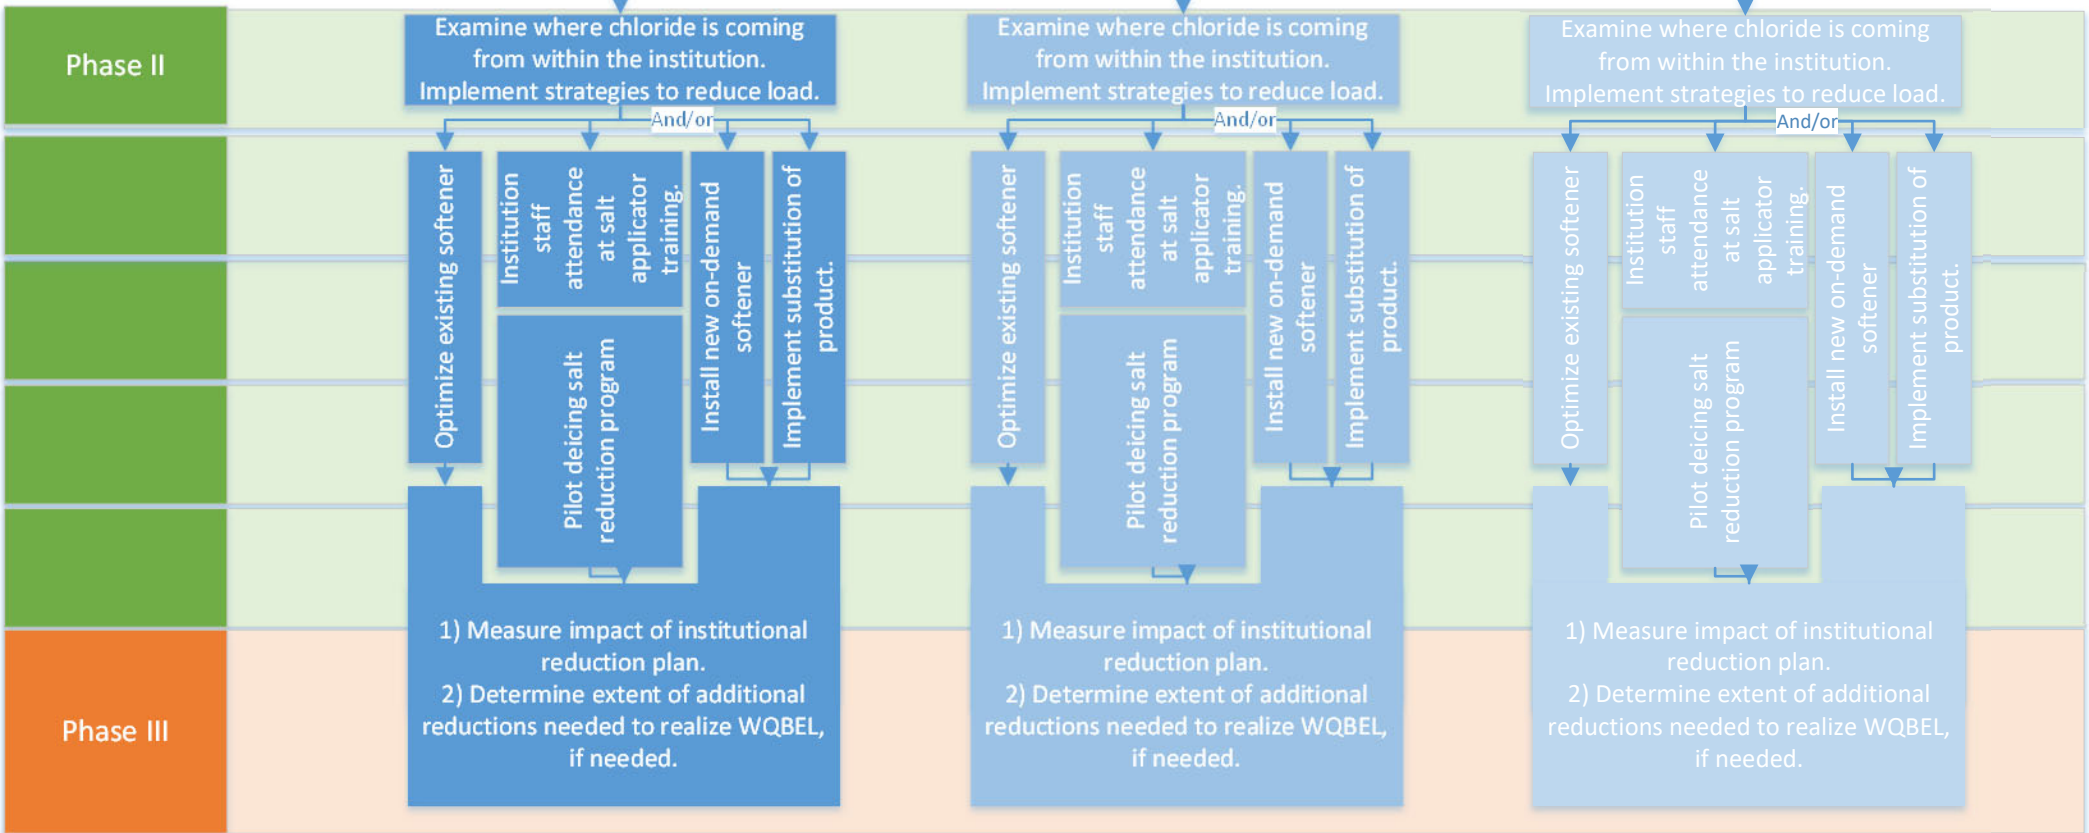 Phase II
Examine where chloride is coming
from within the institution.
Implement strategies to reduce load.
And/or
Optimize existing softener
Institution
staff
attendance
at salt
applicator
training.
Pilot deicing salt
reduction program
Install new on-demand
softener
Implement substitution of
product.
1) Measure impact of institutional
reduction plan.
2) Determine extent of additional
reductions needed to realize WQBEL,
if needed.
Examine where chloride is coming
from within the institution.
Implement strategies to reduce load.
And/or
Optimize existing softener
Institution
staff
attendance
at salt
applicator
training.
Pilot deicing salt
reduction program
Install new on-demand
softener
Implement substitution of
product.
1) Measure impact of institutional
reduction plan.
2) Determine extent of additional
reductions needed to realize WQBEL,
if needed.
Examine where chloride is coming
from within the institution.
Implement strategies to reduce load.
And/or
Optimize existing softener
Institution
staff
attendance
at salt
applicator
training.
Pilot deicing salt
reduction program
Install new on-demand
softener
Implement substitution of
product.
1) Measure impact of institutional
reduction plan.
2) Determine extent of additional
reductions needed to realize WQBEL,
if needed.
Phase III